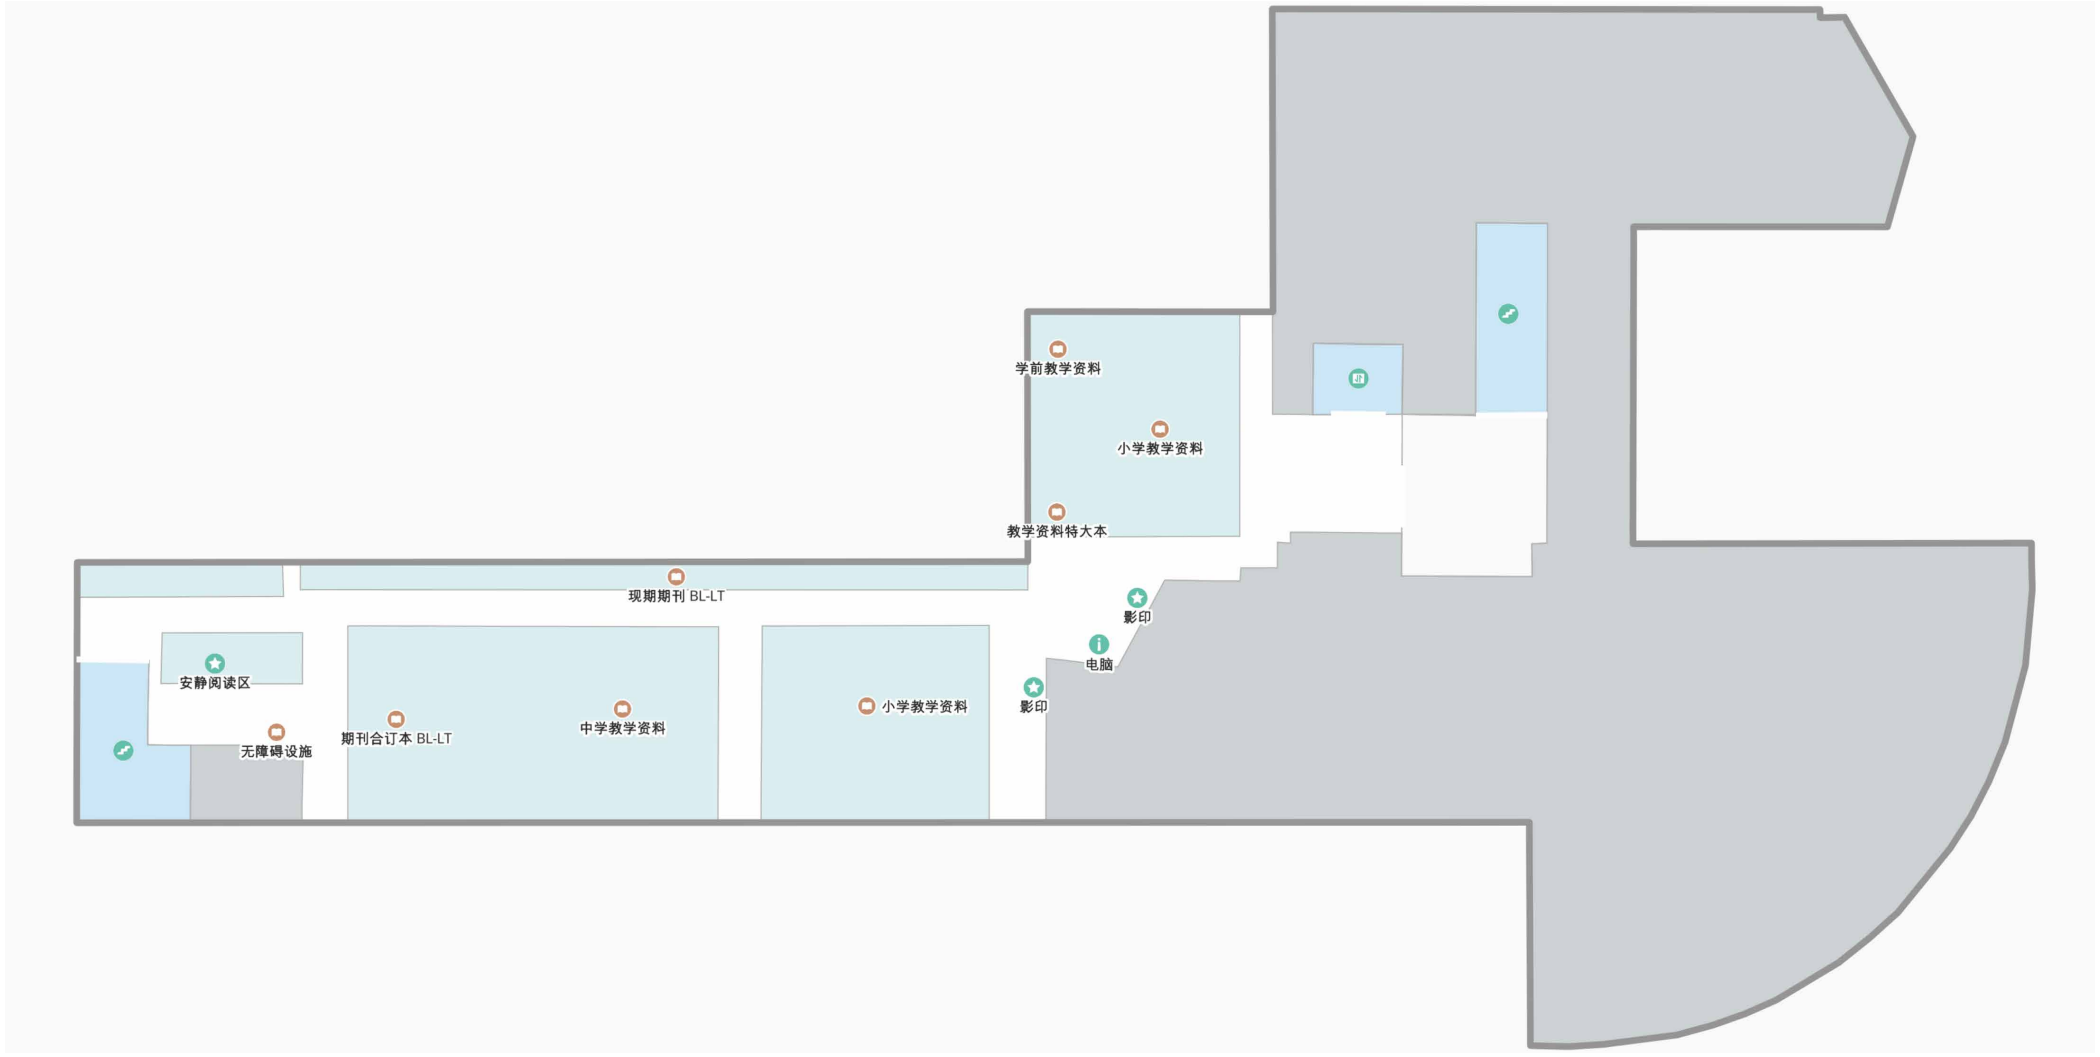 学前教学资料
小学教学资料
教学资料特大本
现期期刊 BL-LT
影印
电脑
安静阅读区
影印
小学教学资料
中学教学资料
期刊合订本 BL-LT
无障碍设施